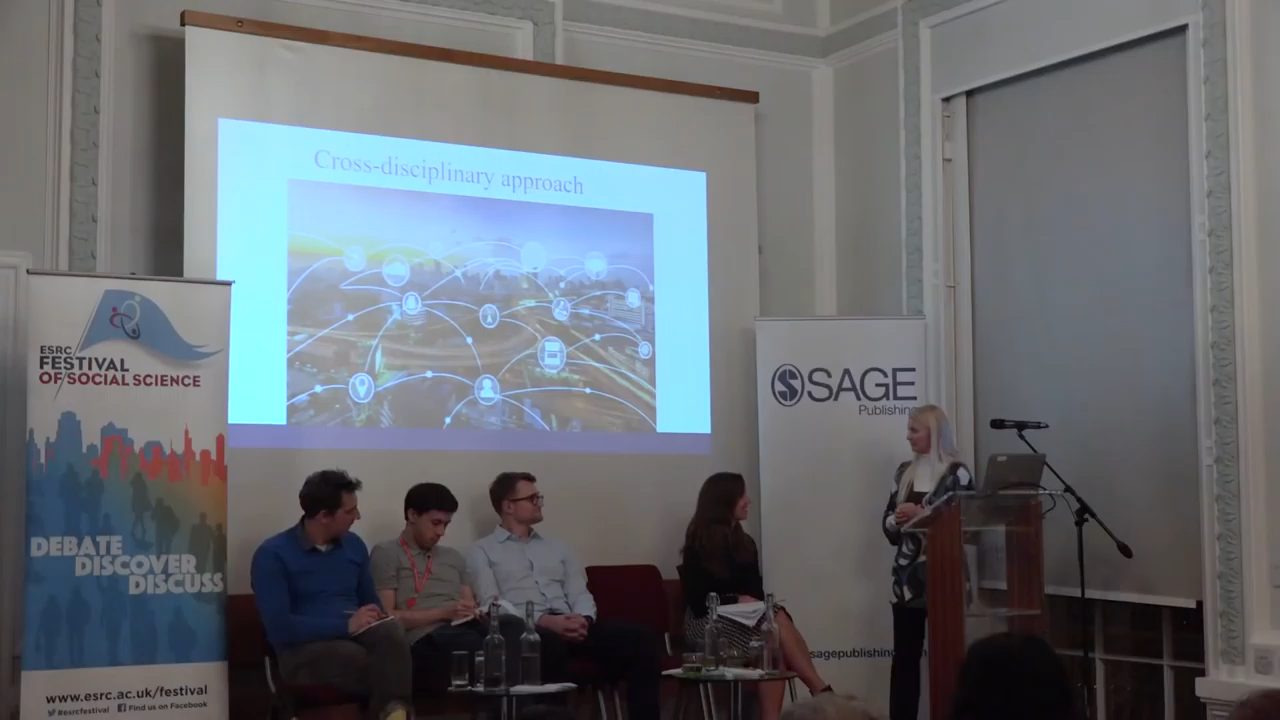 Cross-disciplinary approach
ESRC
FESTIVAL
OF SOCIAL SCIENCE
DEBATE
DISCOVER
DISCUSS
www.esrc.ac.uk/festival
#esrcfestival Find us on Facebook
S SAGE
Publishing
sagepublishing